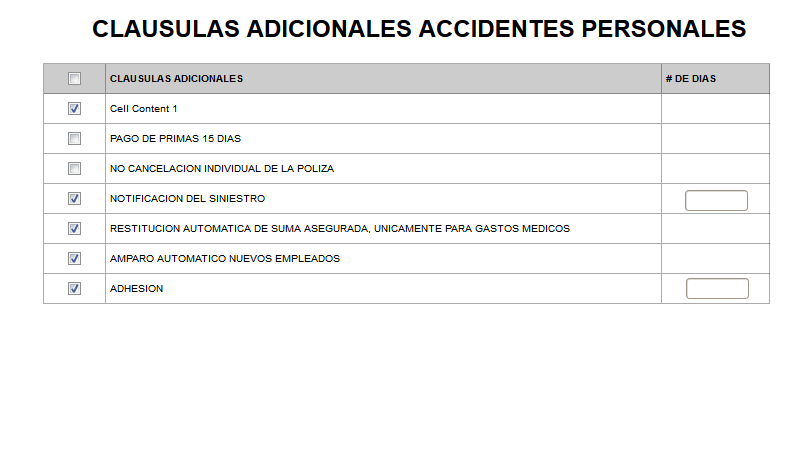 CLAUSULAS ADICIONALES ACCIDENTES PERSONALES
CLAUSULAS ADICIONALES # DE DIAS
Cell Content 1
PAGO DE PRIMAS 15 DIAS
NO CANCELACION INDIVIDUAL DE LA POLIZA
NOTIFICACION DEL SINIESTRO
RESTITUCION AUTOMATICA DE SUMA ASEGURADA, UNICAMENTE PARA GASTOS MEDICOS
AMPARO AUTOMATICO NUEVOS EMPLEADOS
ADHESION